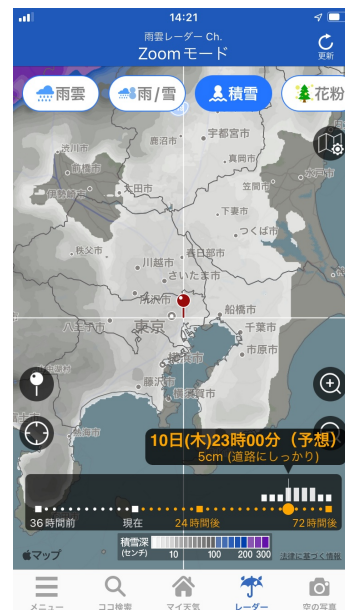 14:21
雨雲レーダー Ch.
Zoomモード
更新
雨雲
雨/雪
積雪
花粉
鹿沼市
宇都宮市
渋川市
前橋市
真岡市
水戸市
伊勢崎市
太田市
笠間市
下妻市
つくば市
秩父市
春日部市
川越市
さいたま市
所沢市
船橋市
八王子市
東京
千葉市
市原市
藤沢市
横須賀市
熱海市
10日(木)23時00分（予想）
5cm (道路にしっかり)
36時間前
現在
24時間後
72時間後
マップ
積雪深
(センチ)
10
100
200
300
法律に基づく情報
メニュー
ココ検索
マイ天気
レーダー
空の写真